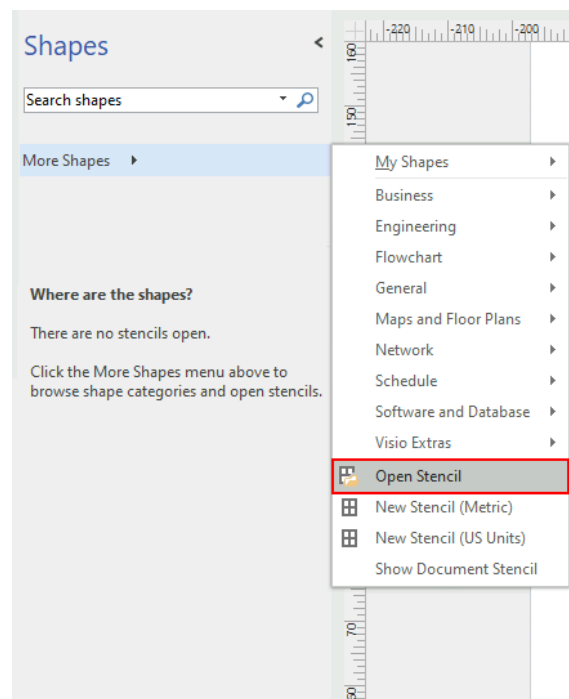 Shapes
Search shapes
More Shapes
Where are the shapes?
There are no stencils open.
Click the More Shapes menu above to
browse shape categories and open stencils.
-220
-210
-200
160
150
My Shapes
Business
Engineering
Flowchart
General
Maps and Floor Plans
Network
Schedule
Software and Database
Visio Extras
Open Stencil
New Stencil (Metric)
New Stencil (US Units)
Show Document Stencil
70